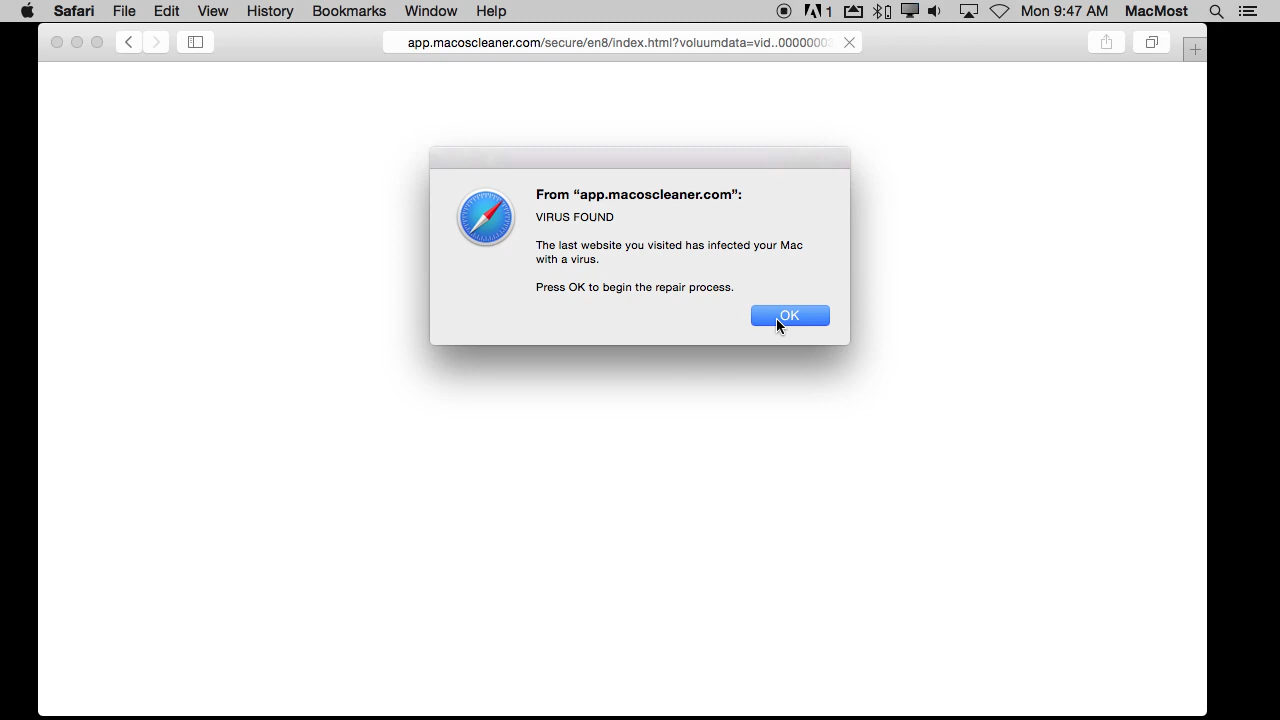 Safari File Edit View History Bookmarks Window Help 1 Mon 9:47 AM MacMost
app.macoscleaner.com/secure/en8/index.html?voluumdata=vid..0000000
From “app.macoscleaner.com”:
VIRUS FOUND
The last website you visited has infected your Mac
with a virus.
Press OK to begin the repair process.
OK